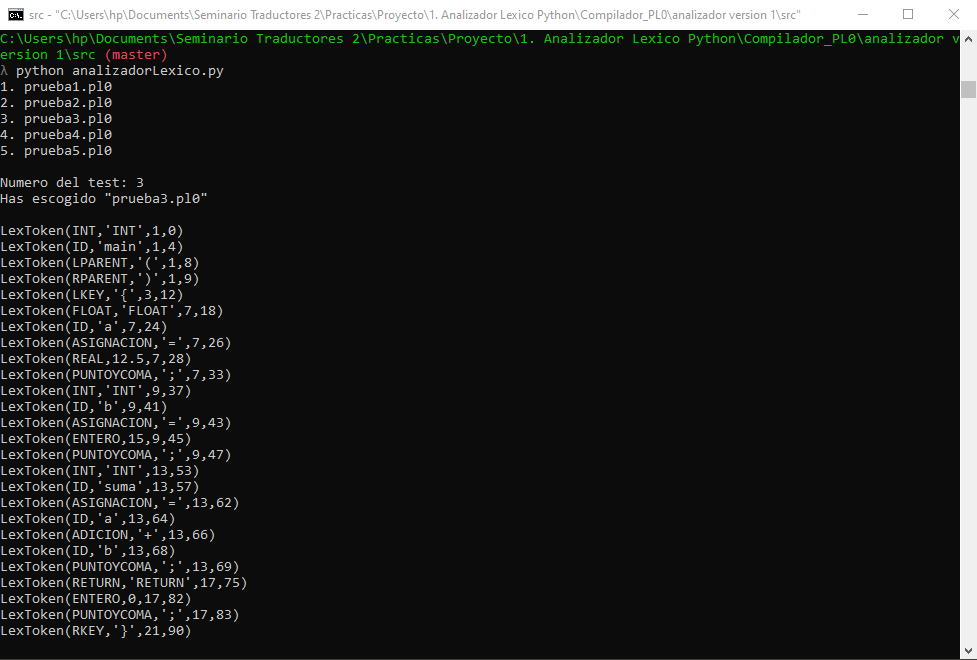 src - "C:\Users\hp\Documents\Seminario Traductores 2\Practicas\Proyecto\1. Analizador Lexico Python\Compilador_PL0\analizador version 1\src"
C:\Users\hp\Documents\Seminario Traductores 2\Practicas\Proyecto\1. Analizador Lexico Python\Compilador_PL0\analizador v
ersion 1\src (master)
λ python analizadorLexico.py
1. prueba1.pl0
2. prueba2.pl0
3. prueba3.pl0
4. prueba4.pl0
5. prueba5.pl0
Numero del test: 3
Has escogido "prueba3.pl0"
LexToken(INT,'INT',1,0)
LexToken(ID,'main',1,4)
LexToken(LPARENT,'(',1,8)
LexToken(RPARENT,')',1,9)
LexToken(LKEY,'{',3,12)
LexToken(FLOAT,'FLOAT',7,18)
LexToken(ID,'a',7,24)
LexToken(ASIGNACION,'=',7,26)
LexToken(REAL,12.5,7,28)
LexToken(PUNTOYCOMA,';',7,33)
LexToken(INT,'INT',9,37)
LexToken(ID,'b',9,41)
LexToken(ASIGNACION,'=',9,43)
LexToken(ENTERO,15,9,45)
LexToken(PUNTOYCOMA,';',9,47)
LexToken(INT,'INT',13,53)
LexToken(ID,'suma',13,57)
LexToken(ASIGNACION,'=',13,62)
LexToken(ID,'a',13,64)
LexToken(ADICION,'+',13,66)
LexToken(ID,'b',13,68)
LexToken(PUNTOYCOMA,';',13,69)
LexToken(RETURN,'RETURN',17,75)
LexToken(ENTERO,0,17,82)
LexToken(PUNTOYCOMA,';',17,83)
LexToken(RKEY,'}',21,90)